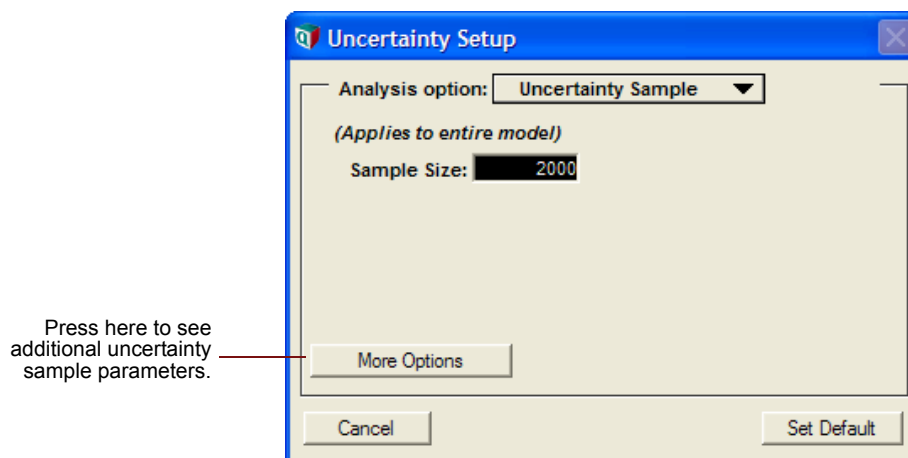 Uncertainty Setup
Analysis option: Uncertainty Sample
(Applies to entire model)
Sample Size: 2000
Press here to see
additional uncertainty
sample parameters.
More Options
Cancel Set Default